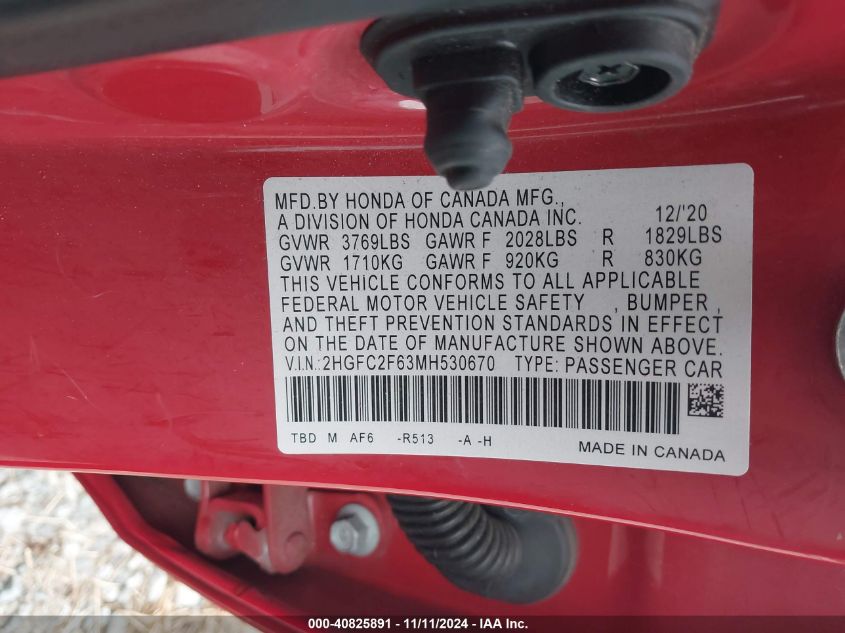 MFD.BY HONDA OF CANADA MFG.,
A DIVISION OF HONDA CANADA INC. 12/'20
GVWR 3769LBS GAWR F 2028LBS R 1829LBS
GVWR 1710KG GAWR F 920KG R 830KG
THIS VEHICLE CONFORMS TO ALL APPLICABLE
FEDERAL MOTOR VEHICLE SAFETY , BUMPER ,
AND THEFT PREVENTION STANDARDS IN EFFECT
ON THE DATE OF MANUFACTURE SHOWN ABOVE.
V.I.N.:2HGFC2F63MH530670 TYPE: PASSENGER CAR
TBD M AF6 -R513 -A -H
MADE IN CANADA
000-40825891 - 11/11/2024 - IAA Inc.